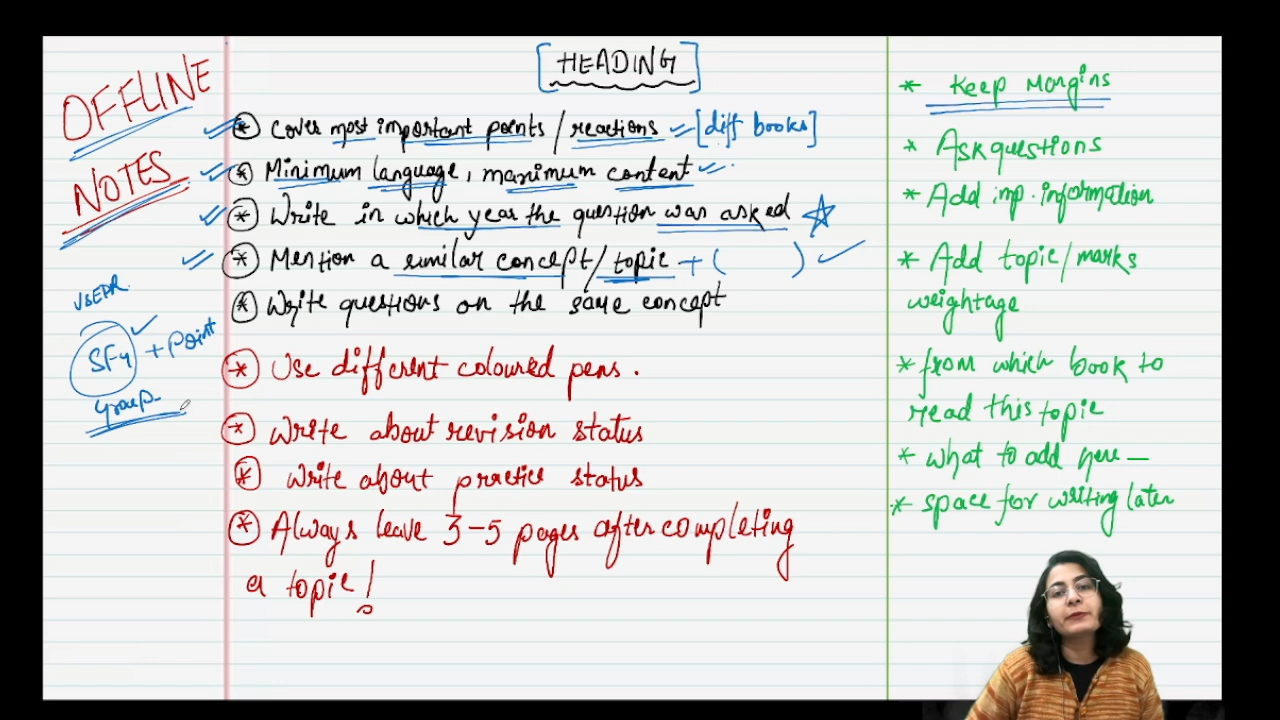 OFFLINE
NOTES
VSEPR
SF4 + Point
Group
[HEADING]
* Cover most important points / reactions - [diff books]
* Minimum language, maximum content
* Write in which year the question was asked
* Mention a similar concept / topic + ( )
* Write questions on the same concept
* Use different coloured pens.
* Write about revision status
* Write about practice status
* Always leave 3-5 pages after completing
a topic!
* Keep Margins
* Ask questions
* Add imp. information
* Add topic/marks
weightage
* from which book to
read this topic
* what to add here —
* space for writing later